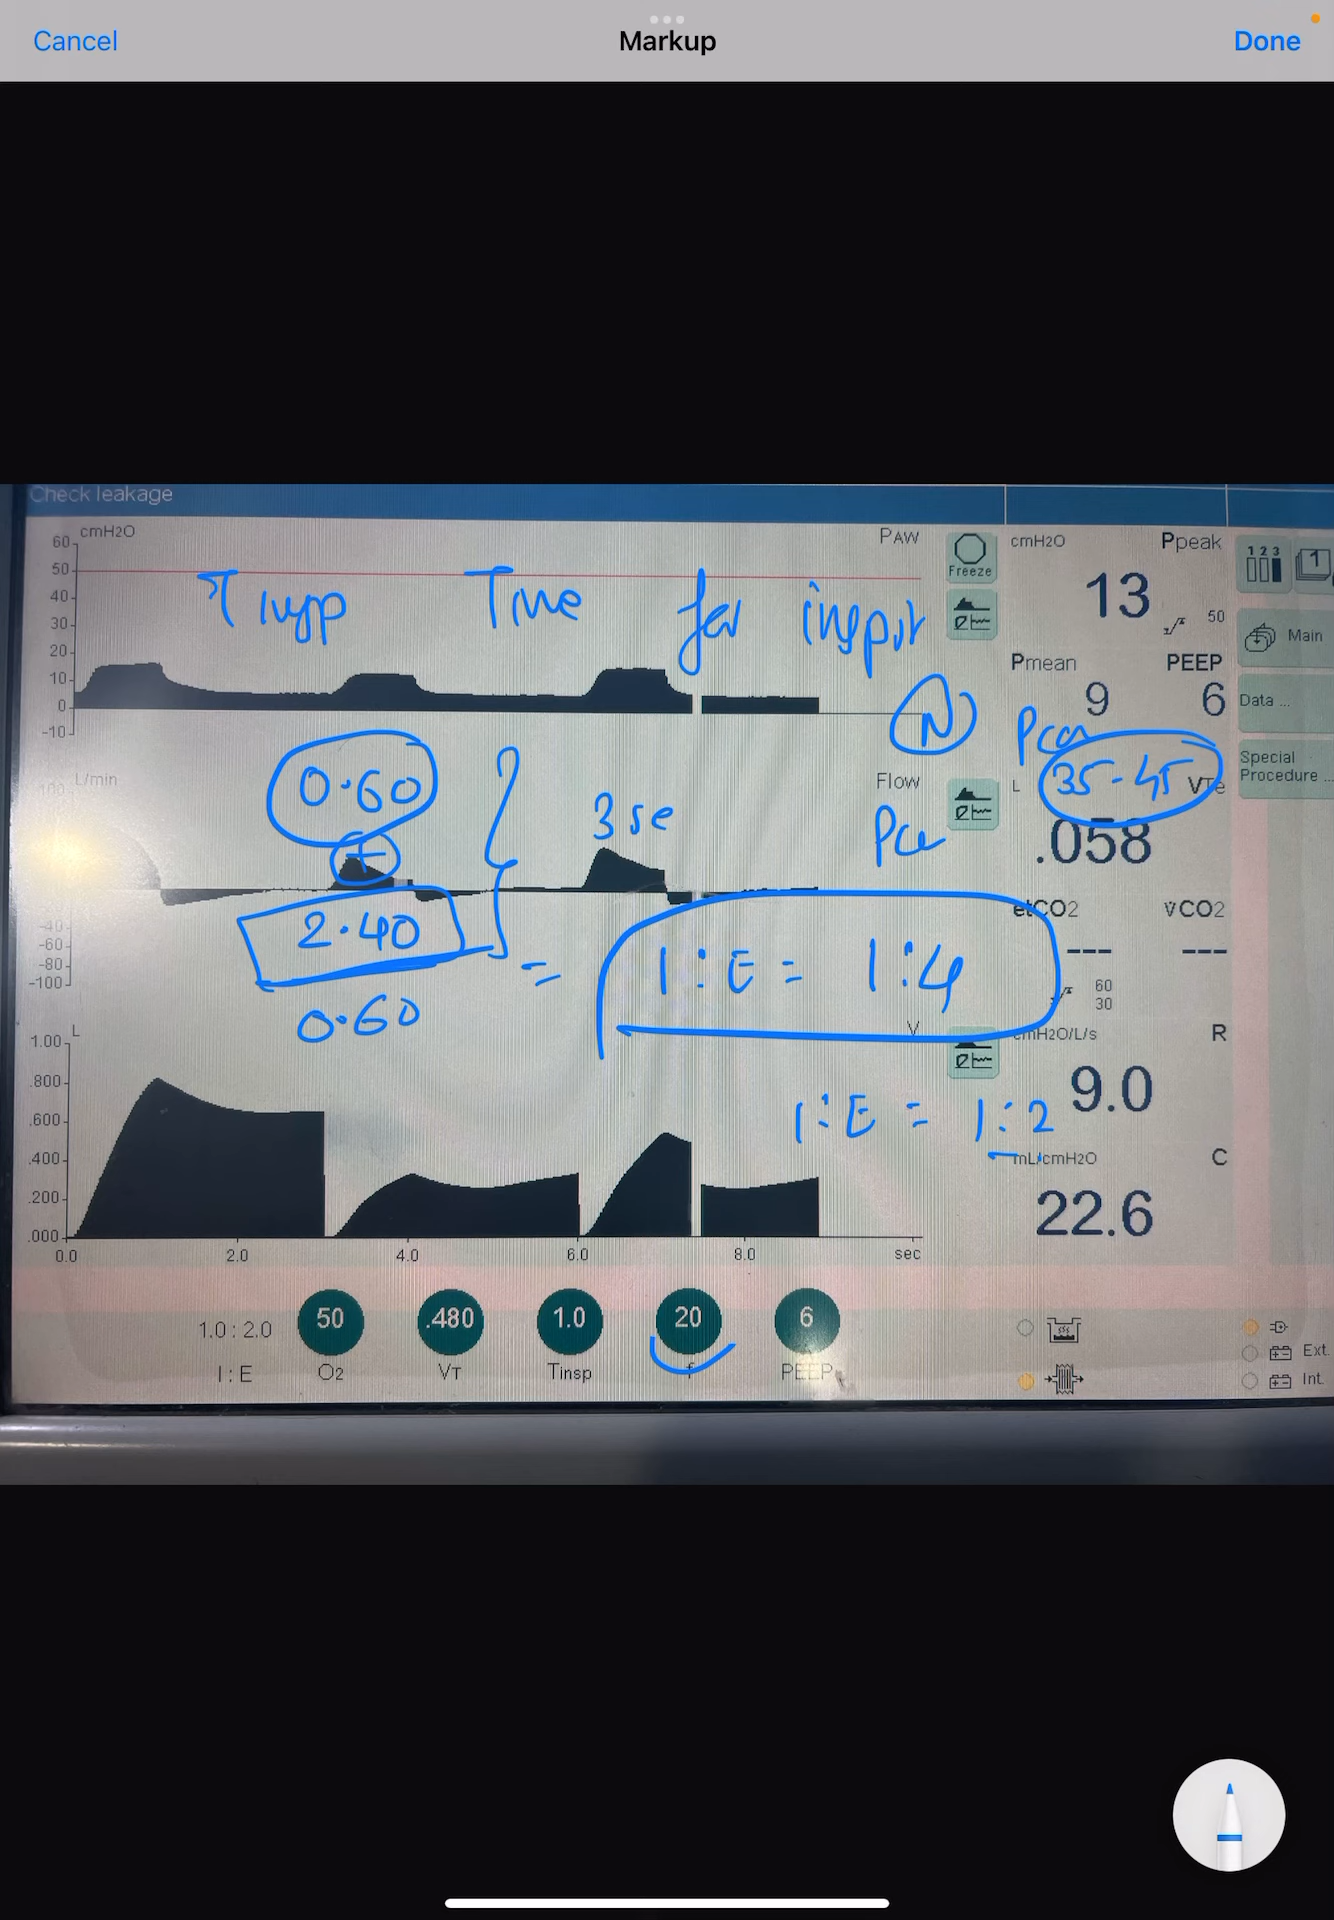 Cancel Markup Done
Check leakage
cmH2O PAW Freeze cmH2O Ppeak
60
50
40
30
20
10
0
-10
13
50
Tinsp Time for inspir
Main
Pmean PEEP
9 6
Data ...
N
35-45
Special
Procedure ...
L/min Flow L VTe
0.60
3 se
+
.058
2.40
0.60
= I:E = 1:4
etCO2 V̇CO2
--- ---
-40
-60
-80
-100
60
30
L V cmH2O/L/s R
1.00
.800
.600
.400
.200
.000
9.0
I:E = 1:2
mL/cmH2O C
22.6
0.0 2.0 4.0 6.0 8.0 sec
1.0 : 2.0 50 .480 1.0 20 6
I : E O2 VT Tinsp f PEEP
Ext.
Int.